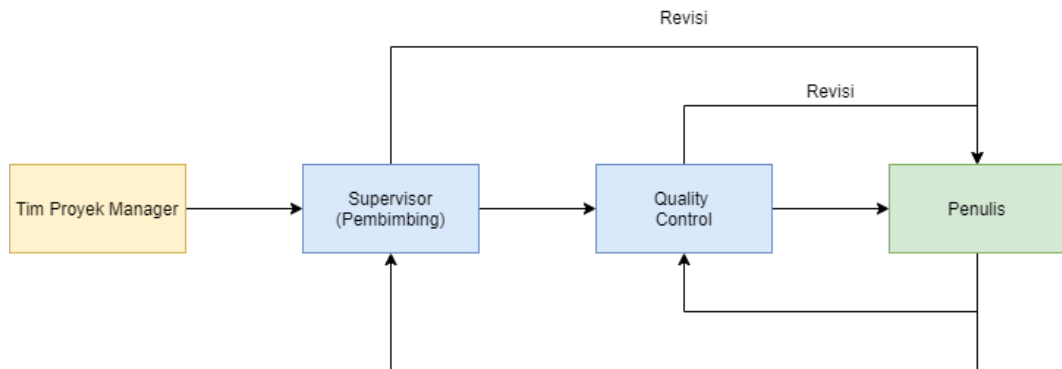 Revisi
Revisi
Tim Proyek Manager
Supervisor
(Pembimbing)
Quality
Control
Penulis